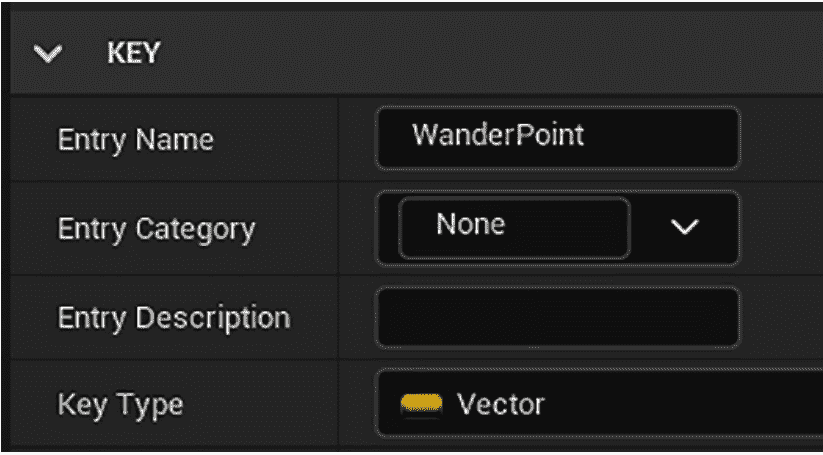 KEY
Entry Name WanderPoint
Entry Category None
Entry Description
Key Type Vector